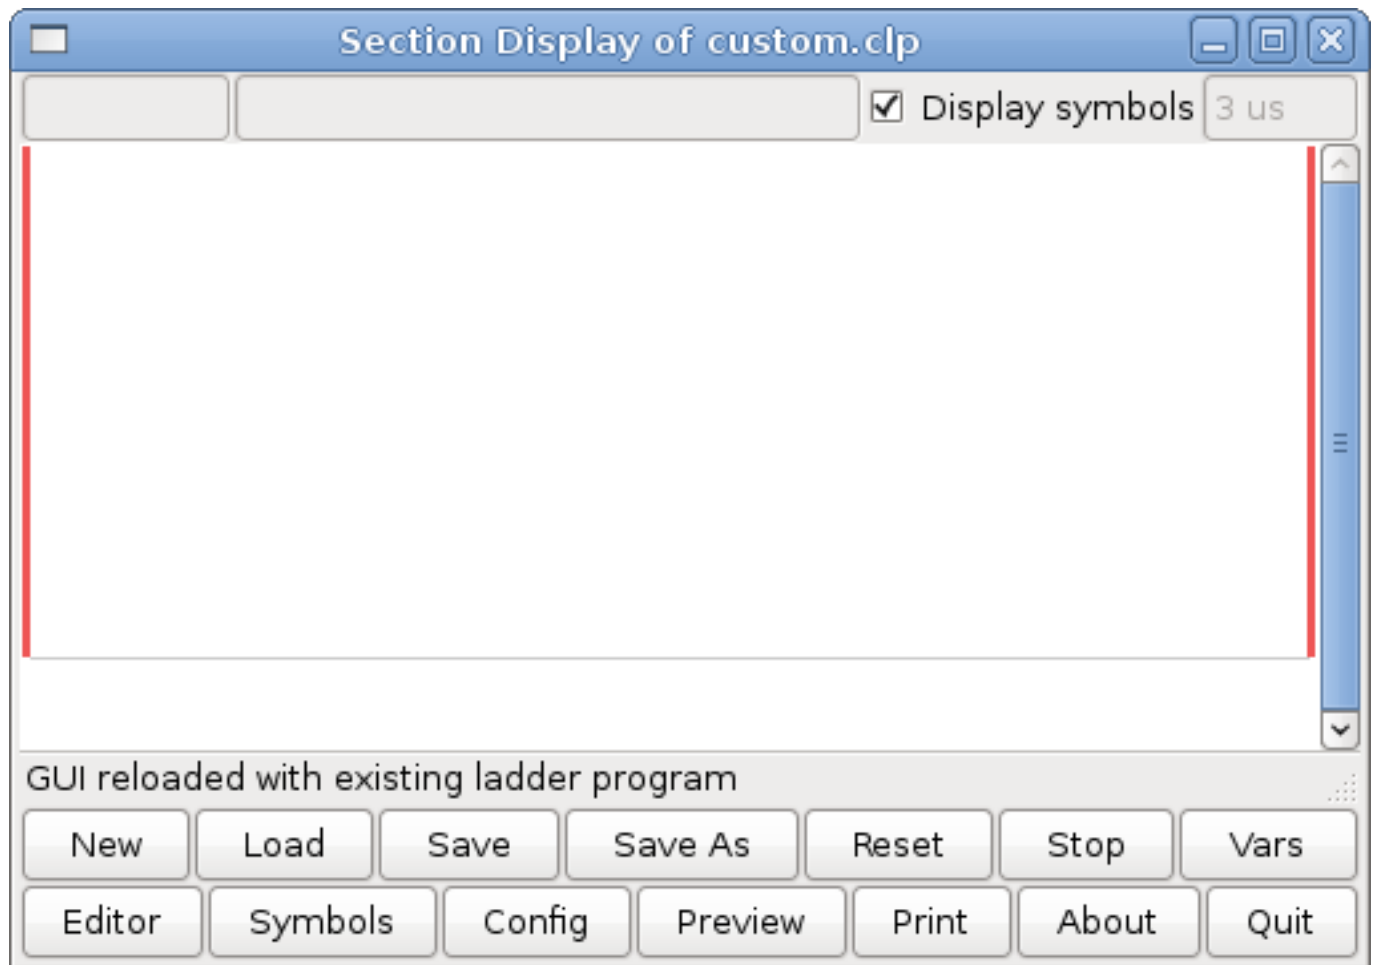 Section Display of custom.clp
Display symbols 3 us
GUI reloaded with existing ladder program
New Load Save Save As Reset Stop Vars
Editor Symbols Config Preview Print About Quit